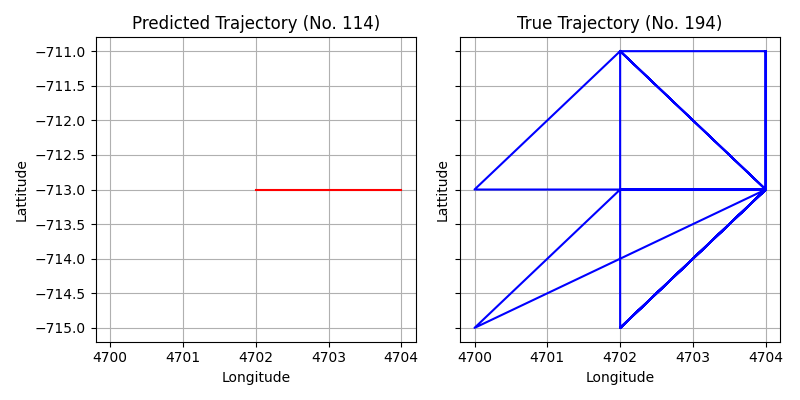 Predicted Trajectory (No. 114)
True Trajectory (No. 194)
Lattitude
−711.0
−711.5
−712.0
−712.5
−713.0
−713.5
−714.0
−714.5
−715.0
4700 4701 4702 4703 4704
Longitude
Lattitude
4700 4701 4702 4703 4704
Longitude